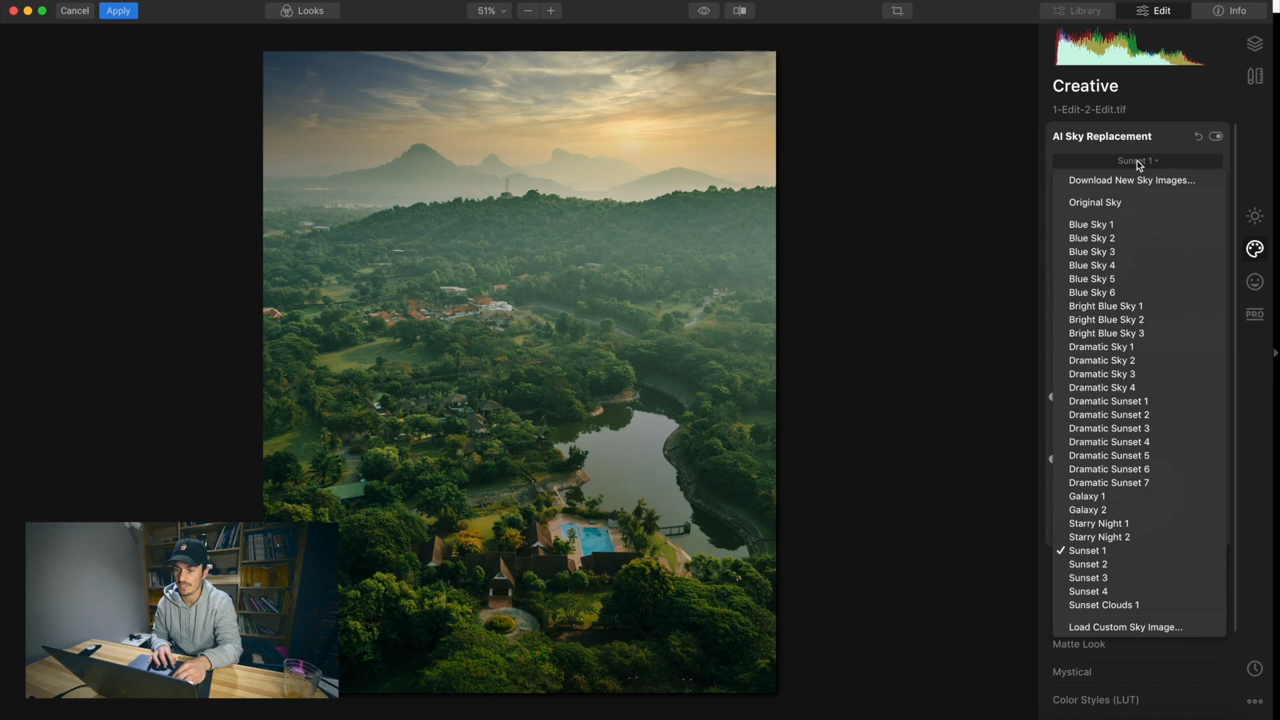 Cancel
Apply
Looks
51%
Library
Edit
Info
Creative
1-Edit-2-Edit.tif
AI Sky Replacement
Sunset 1
Download New Sky Images...
Original Sky
Blue Sky 1
Blue Sky 2
Blue Sky 3
Blue Sky 4
Blue Sky 5
Blue Sky 6
Bright Blue Sky 1
Bright Blue Sky 2
Bright Blue Sky 3
Dramatic Sky 1
Dramatic Sky 2
Dramatic Sky 3
Dramatic Sky 4
Dramatic Sunset 1
Dramatic Sunset 2
Dramatic Sunset 3
Dramatic Sunset 4
Dramatic Sunset 5
Dramatic Sunset 6
Dramatic Sunset 7
Galaxy 1
Galaxy 2
Starry Night 1
Starry Night 2
Sunset 1
Sunset 2
Sunset 3
Sunset 4
Sunset Clouds 1
Load Custom Sky Image...
Matte Look
Mystical
Color Styles (LUT)
PRO